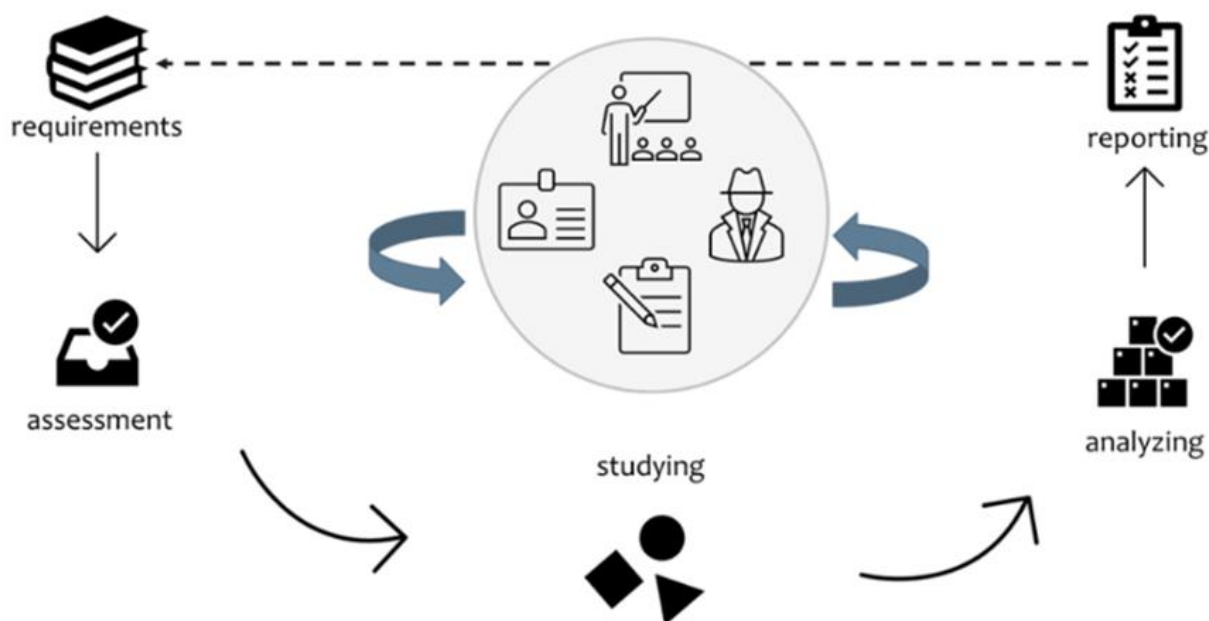 requirements
reporting
assessment
analyzing
studying